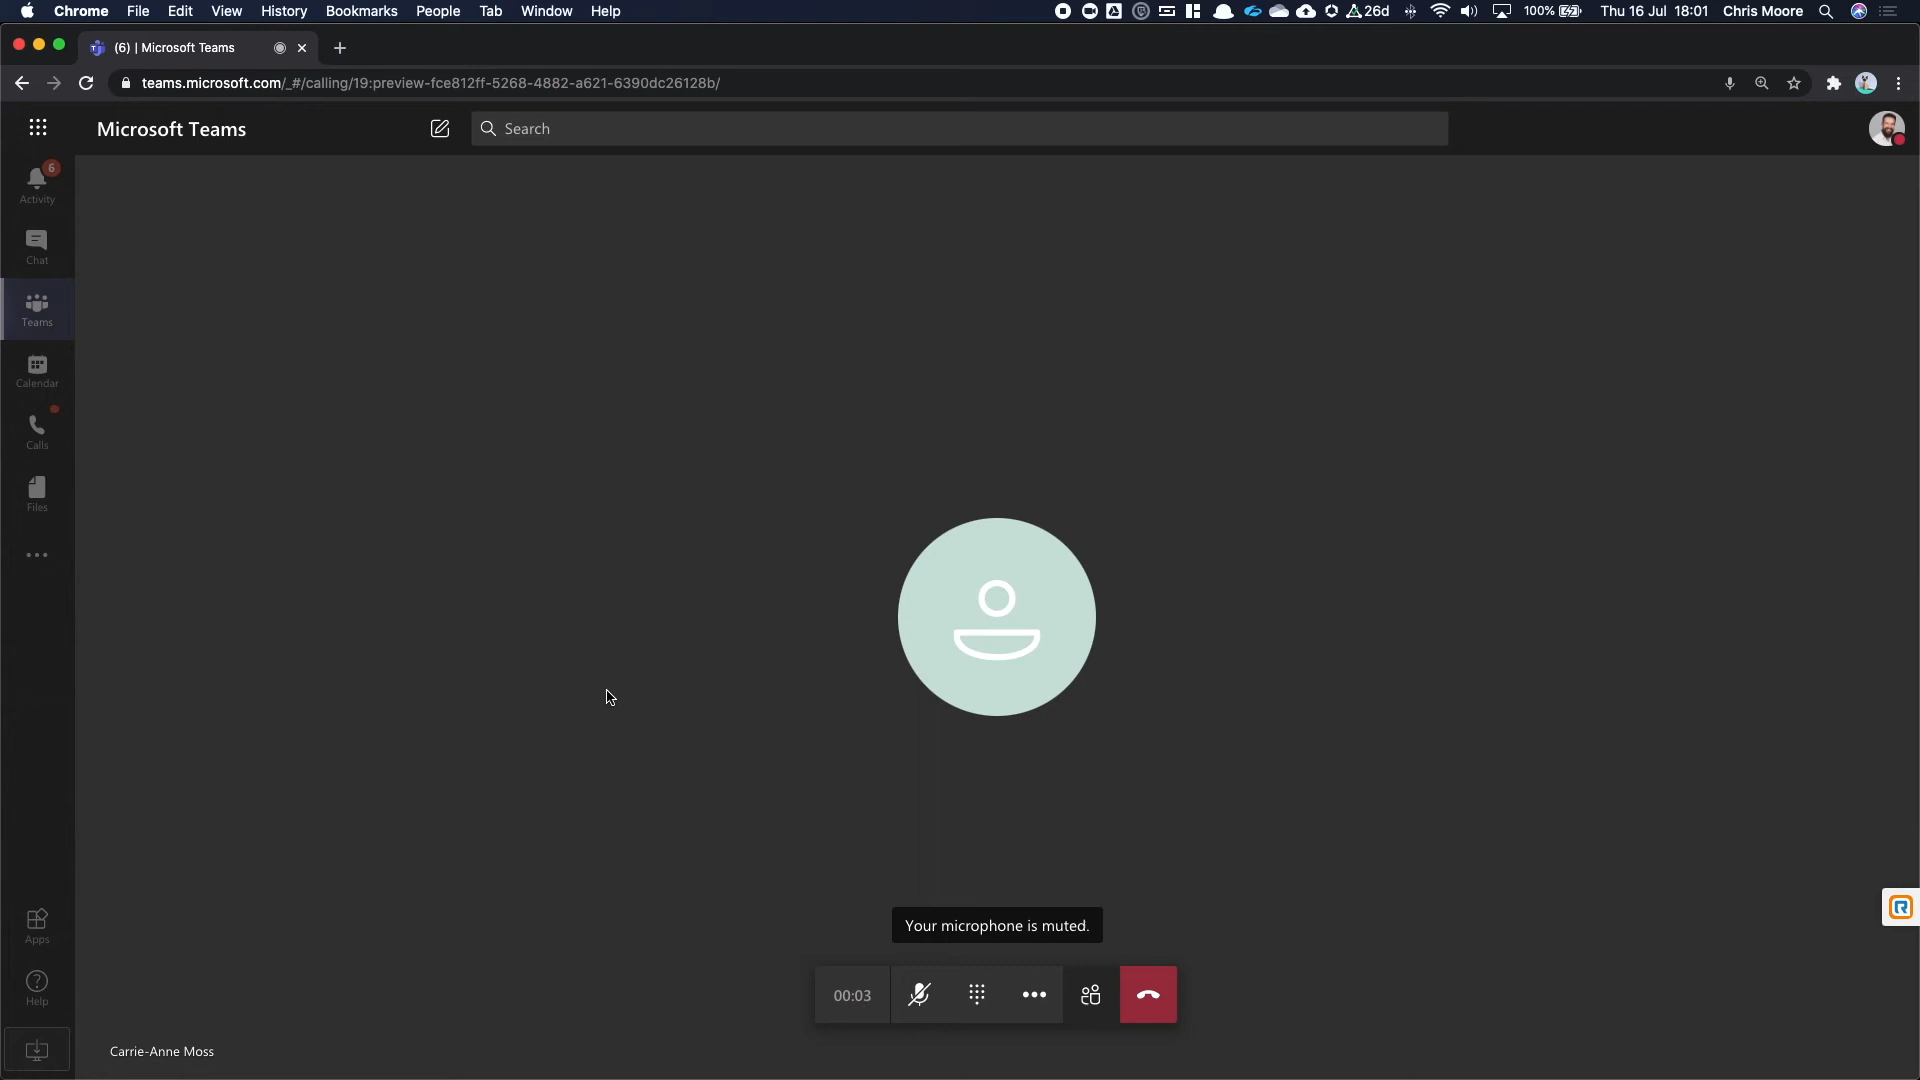 Chrome File Edit View History Bookmarks People Tab Window Help 26d 100% Thu 16 Jul 18:01 Chris Moore
(6) | Microsoft Teams
teams.microsoft.com/_#/calling/19:preview-fce812ff-5268-4882-a621-6390dc26128b/
Microsoft Teams
Search
6
Activity
Chat
Teams
Calendar
Calls
Files
Your microphone is muted.
Apps
00:03
Help
Carrie-Anne Moss